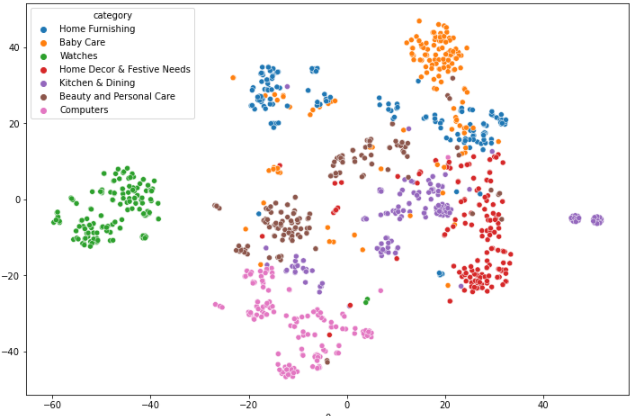 category
Home Furnishing
Baby Care
Watches
Home Decor & Festive Needs
Kitchen & Dining
Beauty and Personal Care
Computers
40
20
0
−20
−40
−60
−40
−20
0
20
40